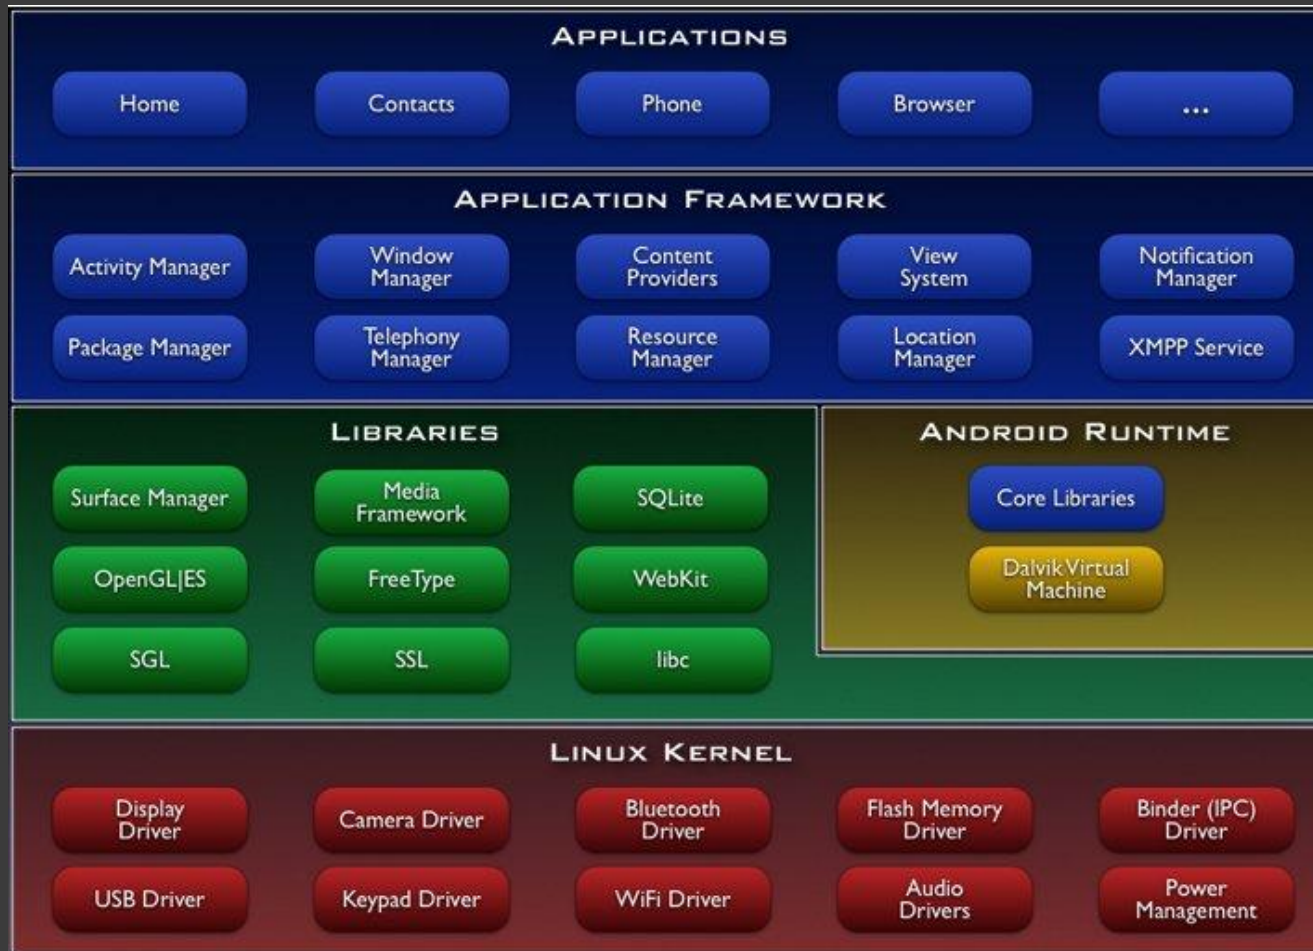 APPLICATIONS
Home
Contacts
Phone
Browser
...
APPLICATION FRAMEWORK
Activity Manager
Window
Manager
Content
Providers
View
System
Notification
Manager
Package Manager
Telephony
Manager
Resource
Manager
Location
Manager
XMPP Service
LIBRARIES
Surface Manager
Media
Framework
SQLite
OpenGL|ES
FreeType
WebKit
SGL
SSL
libc
ANDROID RUNTIME
Core Libraries
Dalvik Virtual
Machine
LINUX KERNEL
Display
Driver
Camera Driver
Bluetooth
Driver
Flash Memory
Driver
Binder (IPC)
Driver
USB Driver
Keypad Driver
WiFi Driver
Audio
Drivers
Power
Management